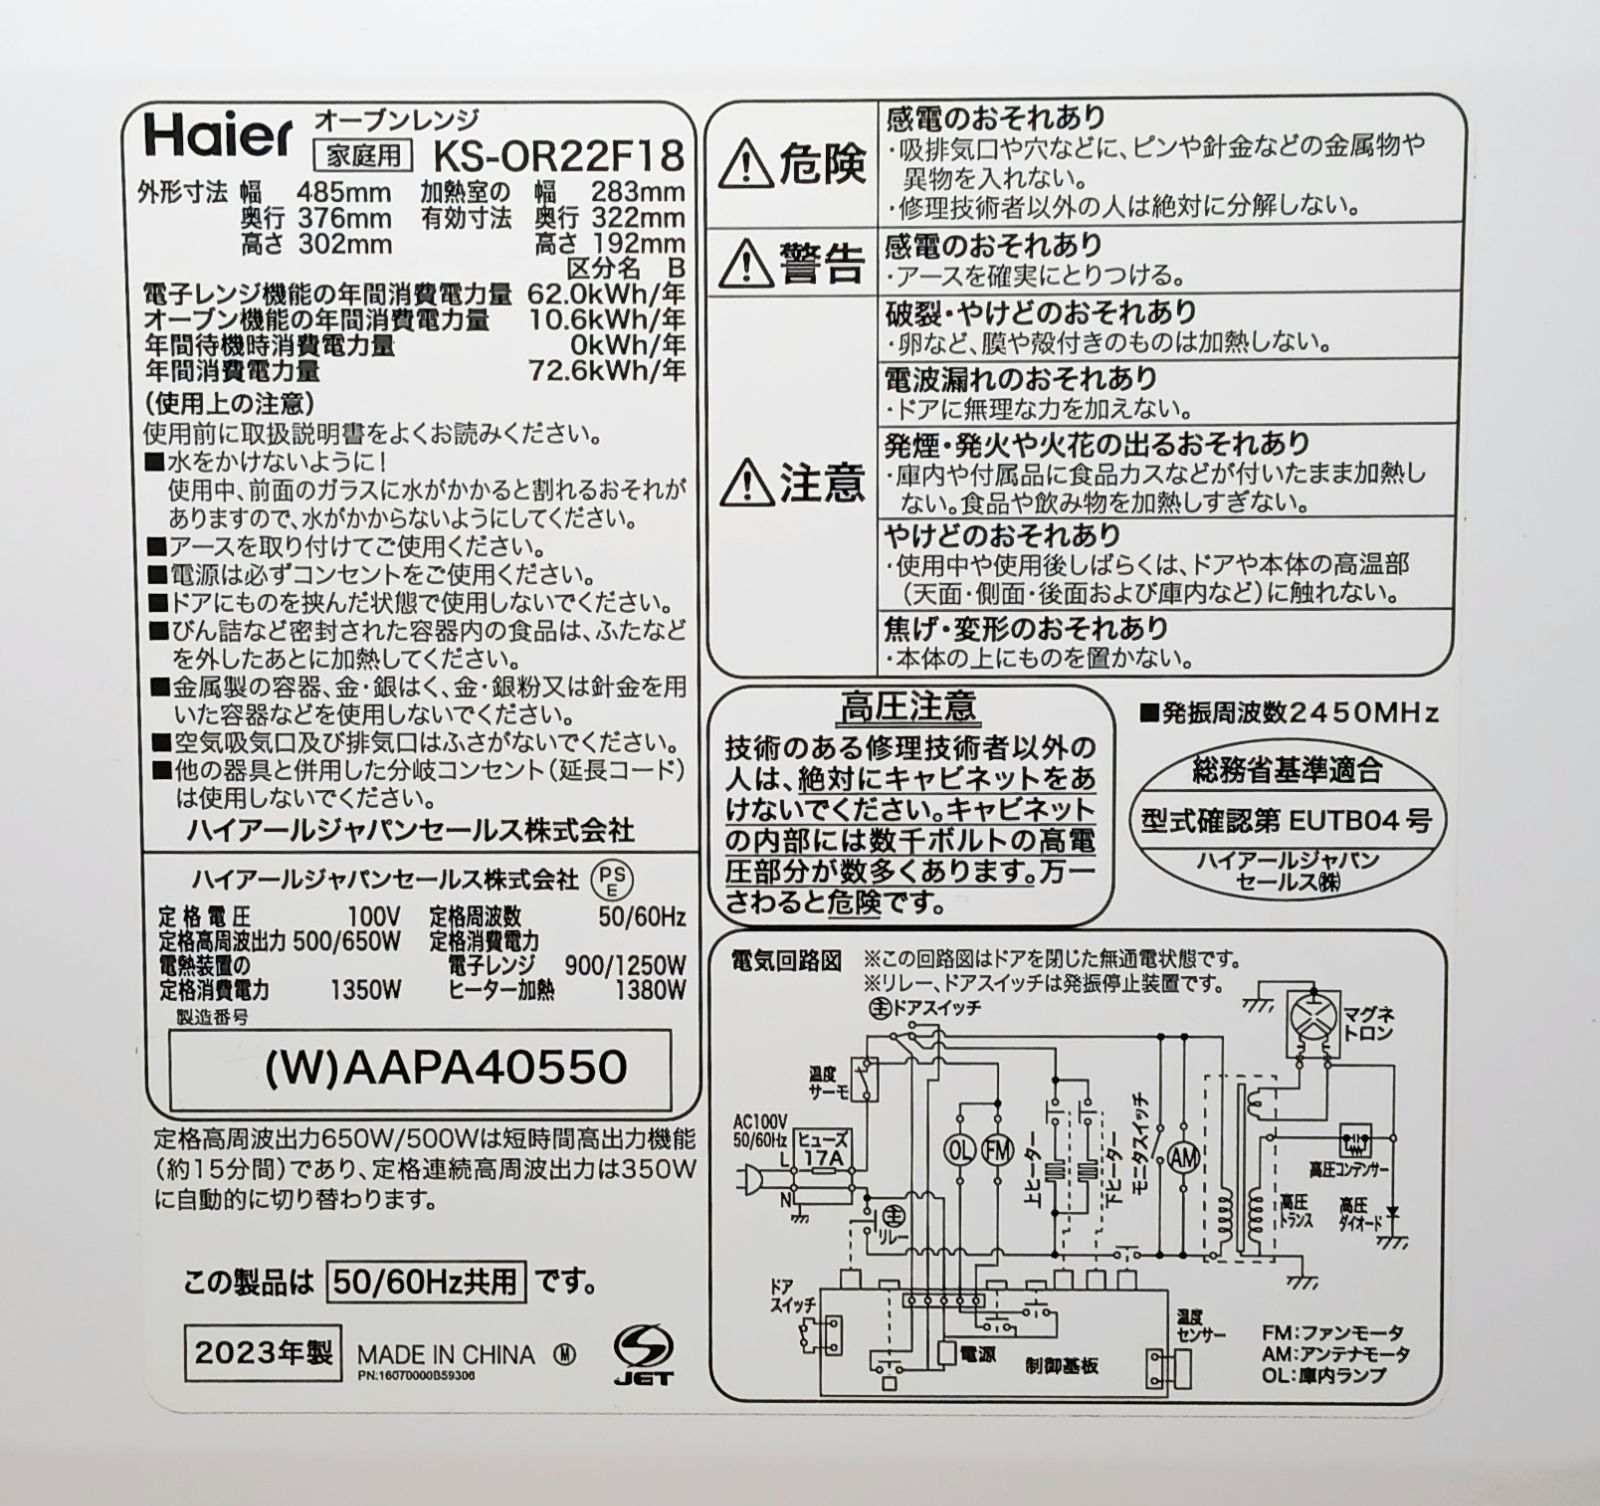 Haier オーブンレンジ
家庭用 KS-OR22F18
外形寸法 幅 485mm 加熱室の 幅 283mm
奥行 376mm 有効寸法 奥行 322mm
高さ 302mm 高さ 192mm
区分名 B
電子レンジ機能の年間消費電力量 62.0kWh/年
オーブン機能の年間消費電力量 10.6kWh/年
年間待機時消費電力量 0kWh/年
年間消費電力量 72.6kWh/年
(使用上の注意)
使用前に取扱説明書をよくお読みください。
■水をかけないように!
使用中、前面のガラスに水がかかると割れるおそれが
ありますので、水がかからないようにしてください。
■アースを取り付けてご使用ください。
■電源は必ずコンセントをご使用ください。
■ドアにものを挟んだ状態で使用しないでください。
■びん詰など密封された容器内の食品は、ふたなど
を外したあとに加熱してください。
■金属製の容器、金・銀はく、金・銀粉又は針金を用
いた容器などを使用しないでください。
■空気吸気口及び排気口はふさがないでください。
■他の器具と併用した分岐コンセント(延長コード)
は使用しないでください。
ハイアールジャパンセールス株式会社
ハイアールジャパンセールス株式会社 PSE
定格電圧 100V 定格周波数 50/60Hz
定格高周波出力 500/650W 定格消費電力
電熱装置の 電子レンジ 900/1250W
定格消費電力 1350W ヒーター加熱 1380W
製造番号
(W)AAPA40550
定格高周波出力650W/500Wは短時間高出力機能
(約15分間)であり、定格連続高周波出力は350W
に自動的に切り替わります。
この製品は 50/60Hz共用 です。
2023年製 MADE IN CHINA Ⓜ
PN:16070000B59306
JET
危険
感電のおそれあり
・吸排気口や穴などに、ピンや針金などの金属物や
異物を入れない。
・修理技術者以外の人は絶対に分解しない。
警告
感電のおそれあり
・アースを確実にとりつける。
注意
破裂・やけどのおそれあり
・卵など、膜や殻付きのものは加熱しない。
電波漏れのおそれあり
・ドアに無理な力を加えない。
発煙・発火や火花の出るおそれあり
・庫内や付属品に食品カスなどが付いたまま加熱し
ない。食品や飲み物を加熱しすぎない。
やけどのおそれあり
・使用中や使用後しばらくは、ドアや本体の高温部
(天面・側面・後面および庫内など)に触れない。
焦げ・変形のおそれあり
・本体の上にものを置かない。
高圧注意
技術のある修理技術者以外の
人は、絶対にキャビネットをあ
けないでください。キャビネット
の内部には数千ボルトの高電
圧部分が数多くあります。万一
さわると危険です。
■発振周波数2450MHz
総務省基準適合
型式確認第 EUTB04号
ハイアールジャパン
セールス㈱
電気回路図 ※この回路図はドアを閉じた無通電状態です。
※リレー、ドアスイッチは発振停止装置です。
主ドアスイッチ
マグネ
トロン
温度
サーモ
AC100V
50/60Hz
ヒューズ
17A
L
N
OL
FM
上ヒーター
下ヒーター
モニタスイッチ
AM
高圧コンデンサー
高圧
トランス
高圧
ダイオード
主
リレー
ドア
スイッチ
電源
制御基板
温度
センサー
FM:ファンモータ
AM:アンテナモータ
OL:庫内ランプ